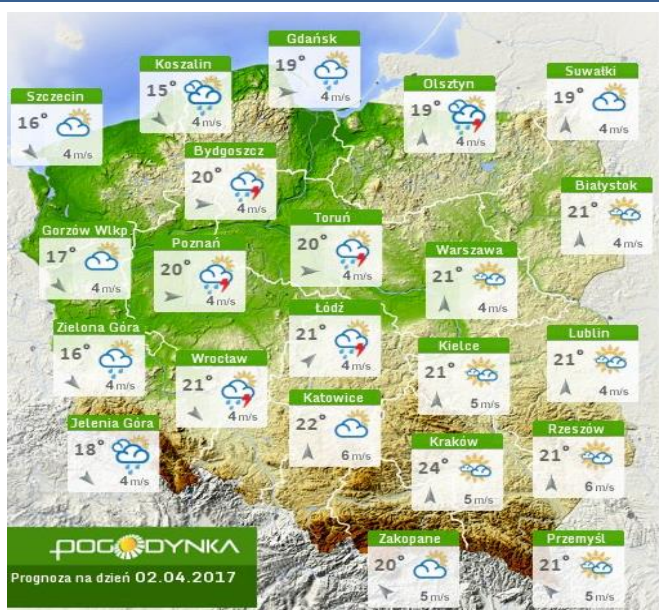 Gdańsk
19°
4 m/s
Koszalin
15°
4 m/s
Suwałki
19°
4 m/s
Olsztyn
19°
4 m/s
Szczecin
16°
4 m/s
Bydgoszcz
20°
4 m/s
Białystok
21°
4 m/s
Toruń
20°
4 m/s
Gorzów Wlkp
17°
4 m/s
Poznań
20°
4 m/s
Warszawa
21°
4 m/s
Łódź
21°
4 m/s
Zielona Góra
16°
4 m/s
Lublin
21°
4 m/s
Kielce
21°
5 m/s
Wrocław
21°
4 m/s
Katowice
22°
6 m/s
Jelenia Góra
18°
4 m/s
Rzeszów
21°
6 m/s
Kraków
24°
5 m/s
Zakopane
20°
5 m/s
Przemyśl
21°
5 m/s
POGODYNKA
Prognoza na dzień 02.04.2017